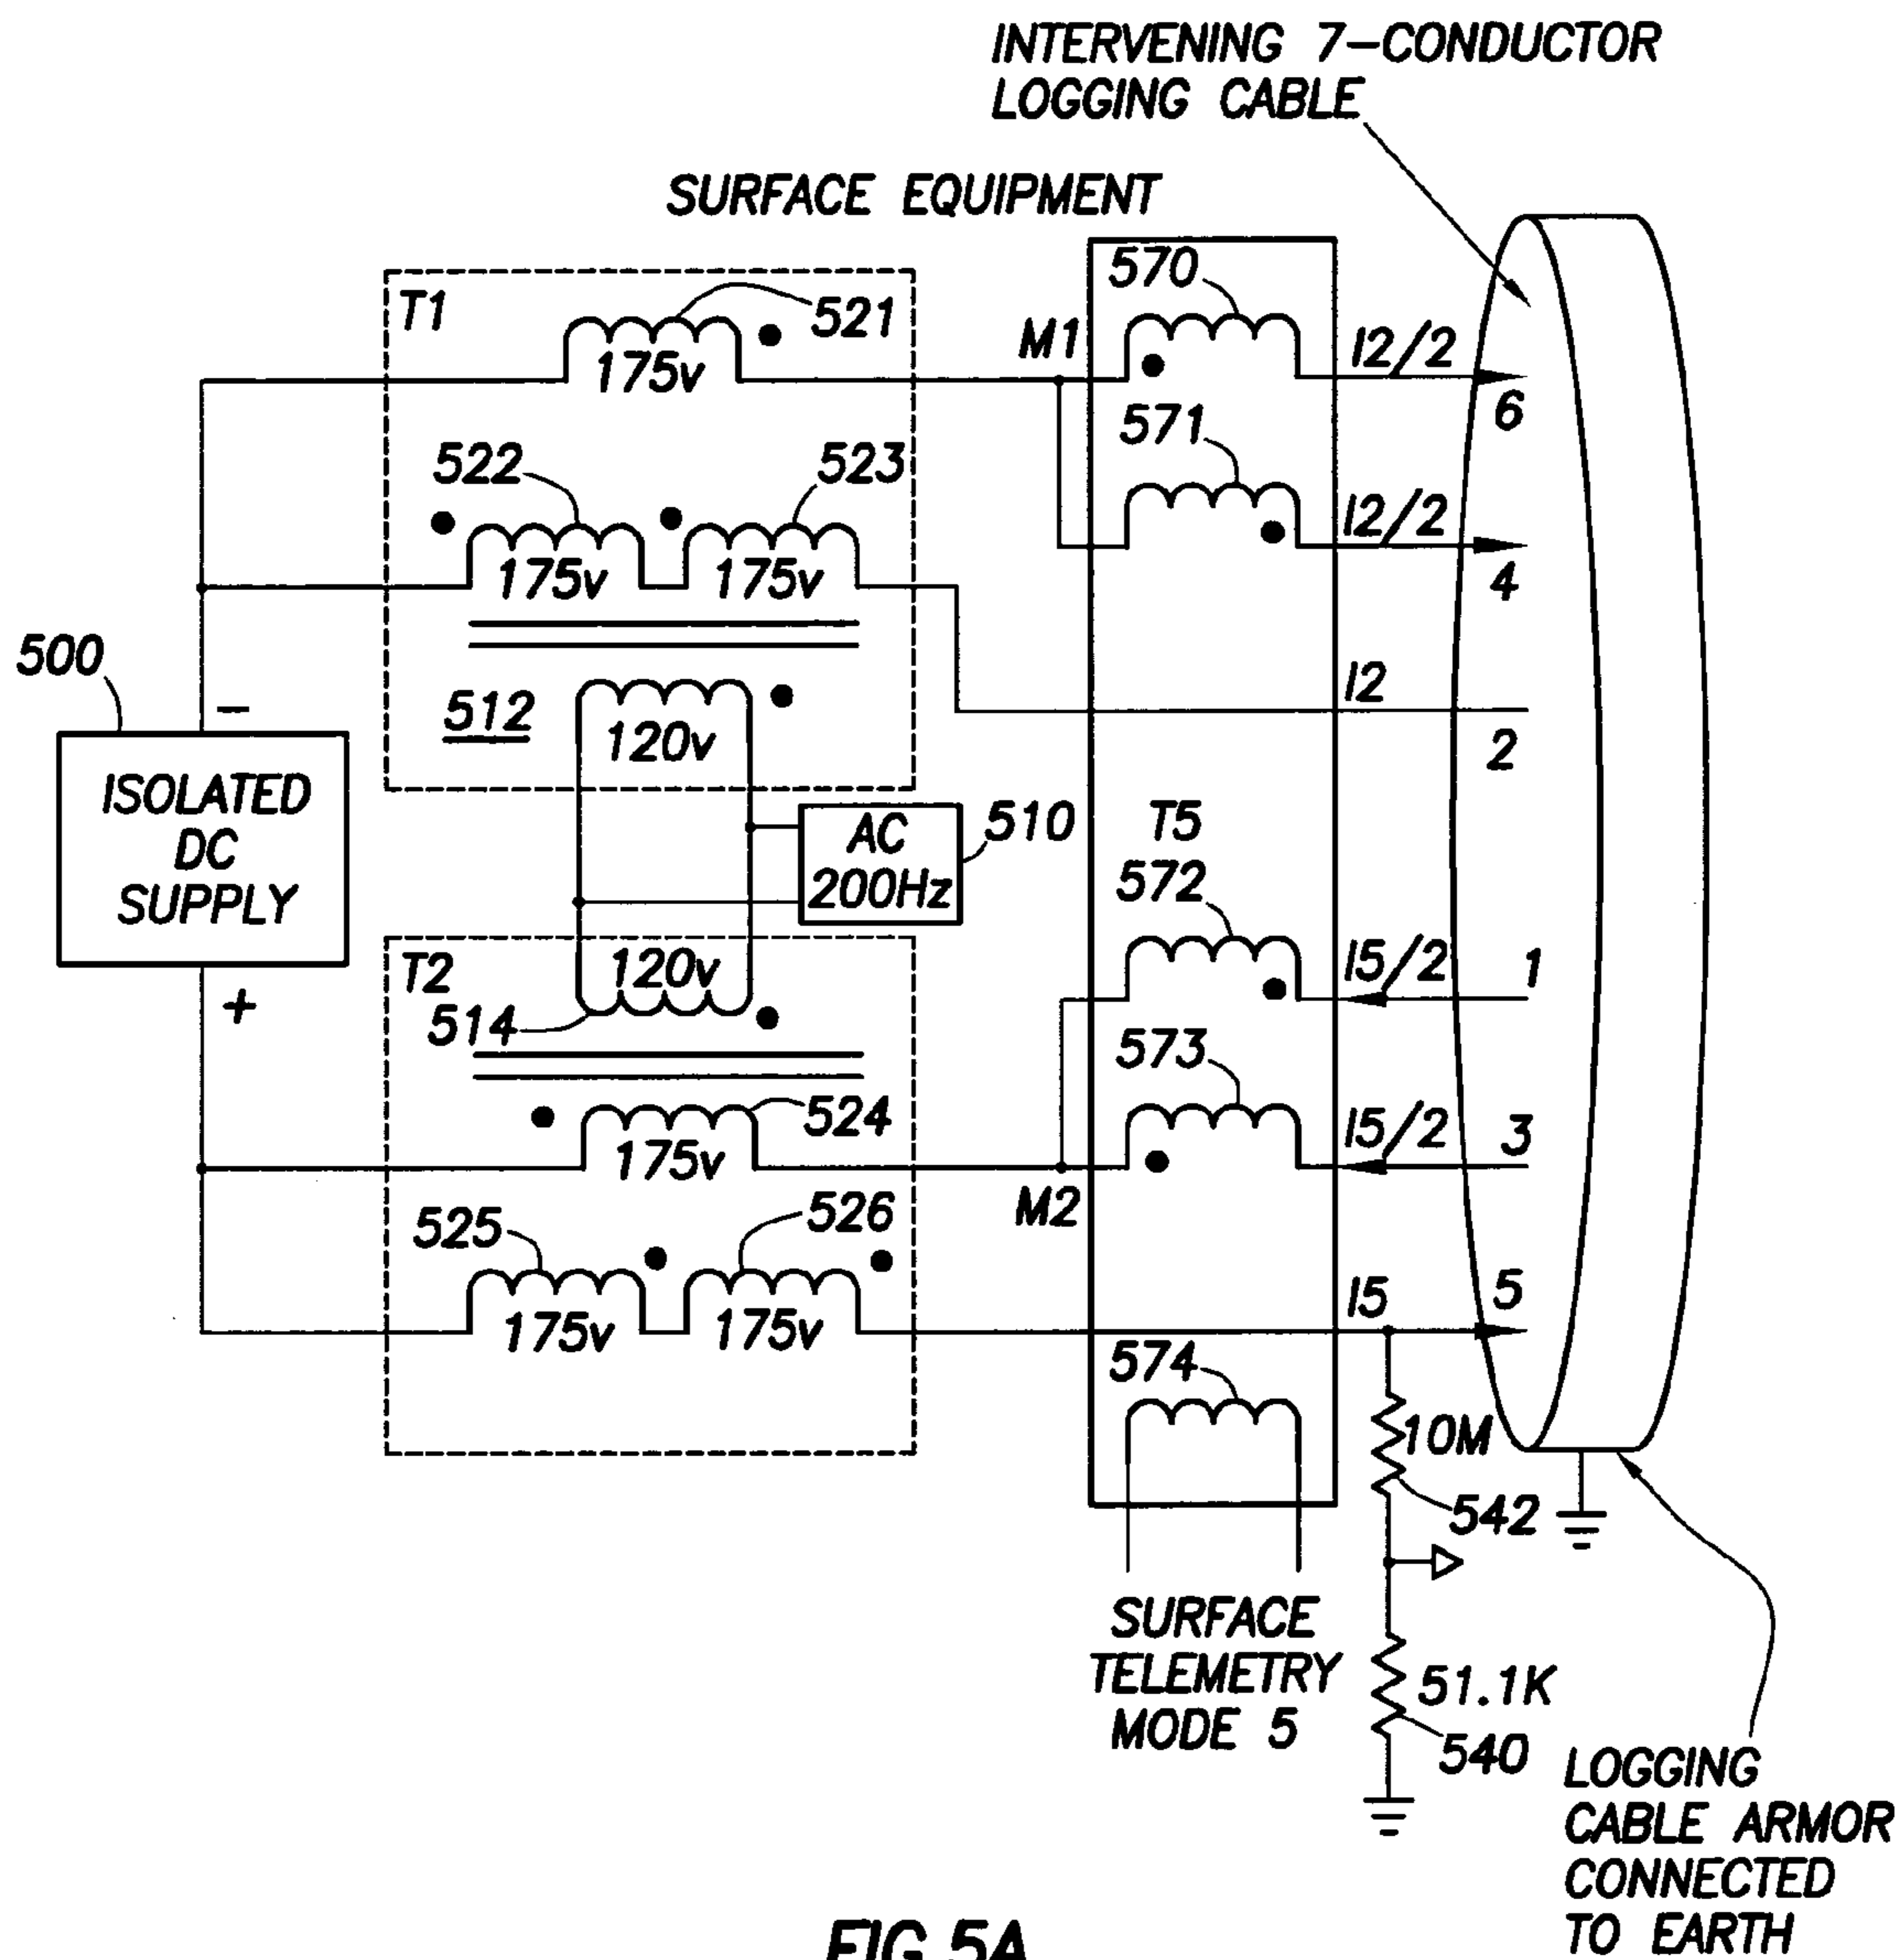 INTERVENING 7-CONDUCTOR
LOGGING CABLE
SURFACE EQUIPMENT
T1
521
175v
M1
570
I2/2
6
571
I2/2
4
522
523
175v
175v
500
−
512
120v
I2
2
ISOLATED
DC
SUPPLY
AC
200Hz
510
T5
572
I5/2
1
+
T2
120v
514
573
I5/2
3
524
175v
M2
525
526
175v
175v
I5
5
574
10M
542
SURFACE
TELEMETRY
MODE 5
51.1K
540
LOGGING
CABLE ARMOR
CONNECTED
TO EARTH
FIG.5A